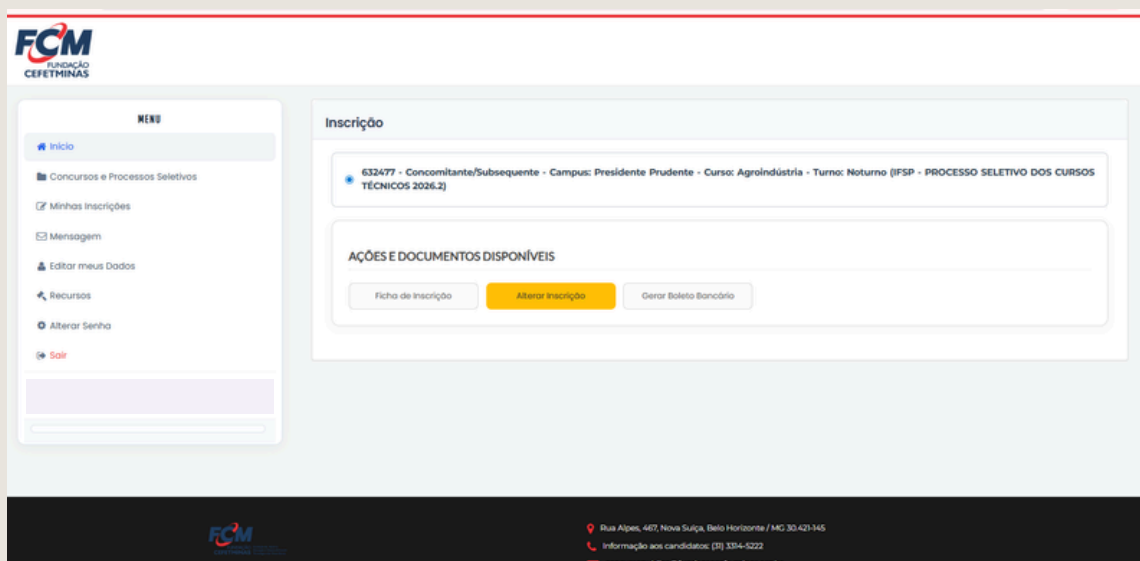 FCM
FUNDAÇÃO
CEFETMINAS
MENU
Início
Concursos e Processos Seletivos
Minhas Inscrições
Mensagem
Editar meus Dados
Recursos
Alterar Senha
Sair
Inscrição
632477 - Concomitante/Subsequente - Campus: Presidente Prudente - Curso: Agroindústria - Turno: Noturno (IFSP - PROCESSO SELETIVO DOS CURSOS
TÉCNICOS 2026.2)
AÇÕES E DOCUMENTOS DISPONÍVEIS
Ficha de Inscrição
Alterar Inscrição
Gerar Boleto Bancário
FCM
Rua Alpes, 467, Nova Suíça, Belo Horizonte / MG 30.421-145
Informação aos candidatos: (31) 3314-5222